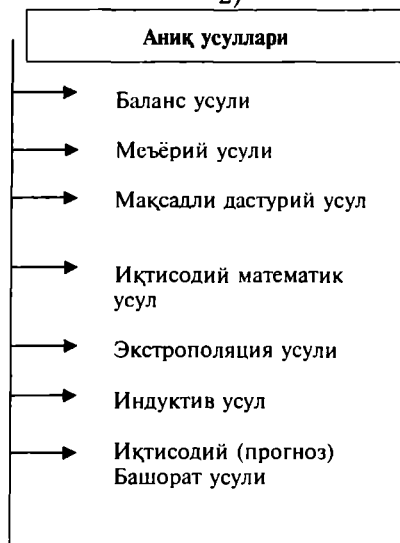 2)
Аниқ усуллари
Баланс усули
Меъёрий усули
Мақсадли дастурий усул
Иқтисодий математик
усул
Экстрополяция усули
Индуктив усул
Иқтисодий (прогноз)
Башорат усули